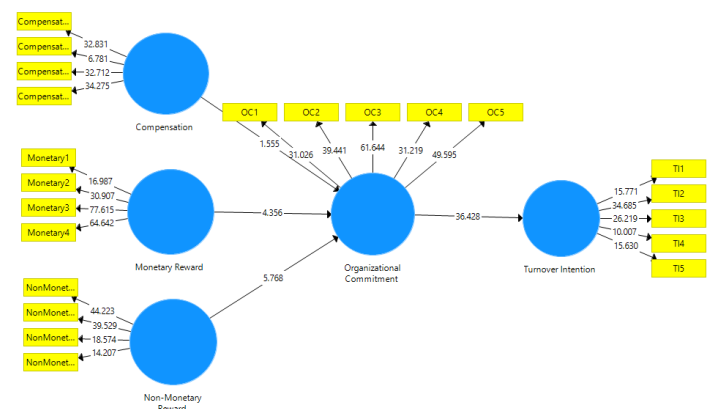 Compensat...
Compensat...
Compensat...
Compensat...
32.831
6.781
32.712
34.275
Compensation
OC1 OC2 OC3 OC4 OC5
1.555
31.026
39.441
61.644
31.219
49.595
Monetary1
Monetary2
Monetary3
Monetary4
16.987
30.907
77.615
64.642
Monetary Reward
4.356
Organizational
Commitment
36.428
Turnover Intention
15.771
34.685
26.219
10.007
15.630
TI1
TI2
TI3
TI4
TI5
5.768
NonMonet...
NonMonet...
NonMonet...
NonMonet...
44.223
39.529
18.574
14.207
Non-Monetary
Reward